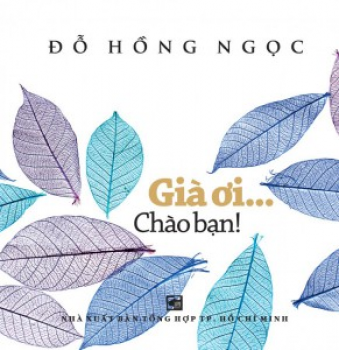 ĐỖ HỒNG NGỌC
Già ơi...
Chào bạn!
NHÀ XUẤT BẢN TỔNG HỢP TP. HỒ CHÍ MINH